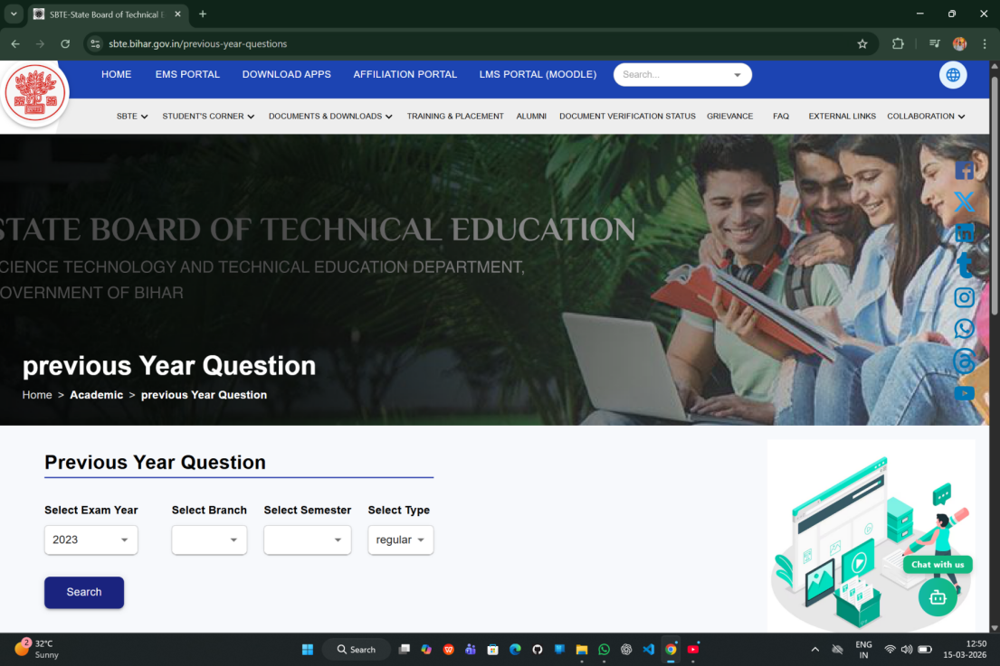 SBTE-State Board of Technical E
sbte.bihar.gov.in/previous-year-questions
HOME EMS PORTAL DOWNLOAD APPS AFFILIATION PORTAL LMS PORTAL (MOODLE) Search...
SBTE STUDENT'S CORNER DOCUMENTS & DOWNLOADS TRAINING & PLACEMENT ALUMNI DOCUMENT VERIFICATION STATUS GRIEVANCE FAQ EXTERNAL LINKS COLLABORATION
STATE BOARD OF TECHNICAL EDUCATION
CIENCE TECHNOLOGY AND TECHNICAL EDUCATION DEPARTMENT,
OVERNMENT OF BIHAR
previous Year Question
Home > Academic > previous Year Question
Previous Year Question
Select Exam Year Select Branch Select Semester Select Type
2023 regular
Search
Chat with us
2 32°C
Sunny
Search
ENG
IN
12:50
15-03-2026